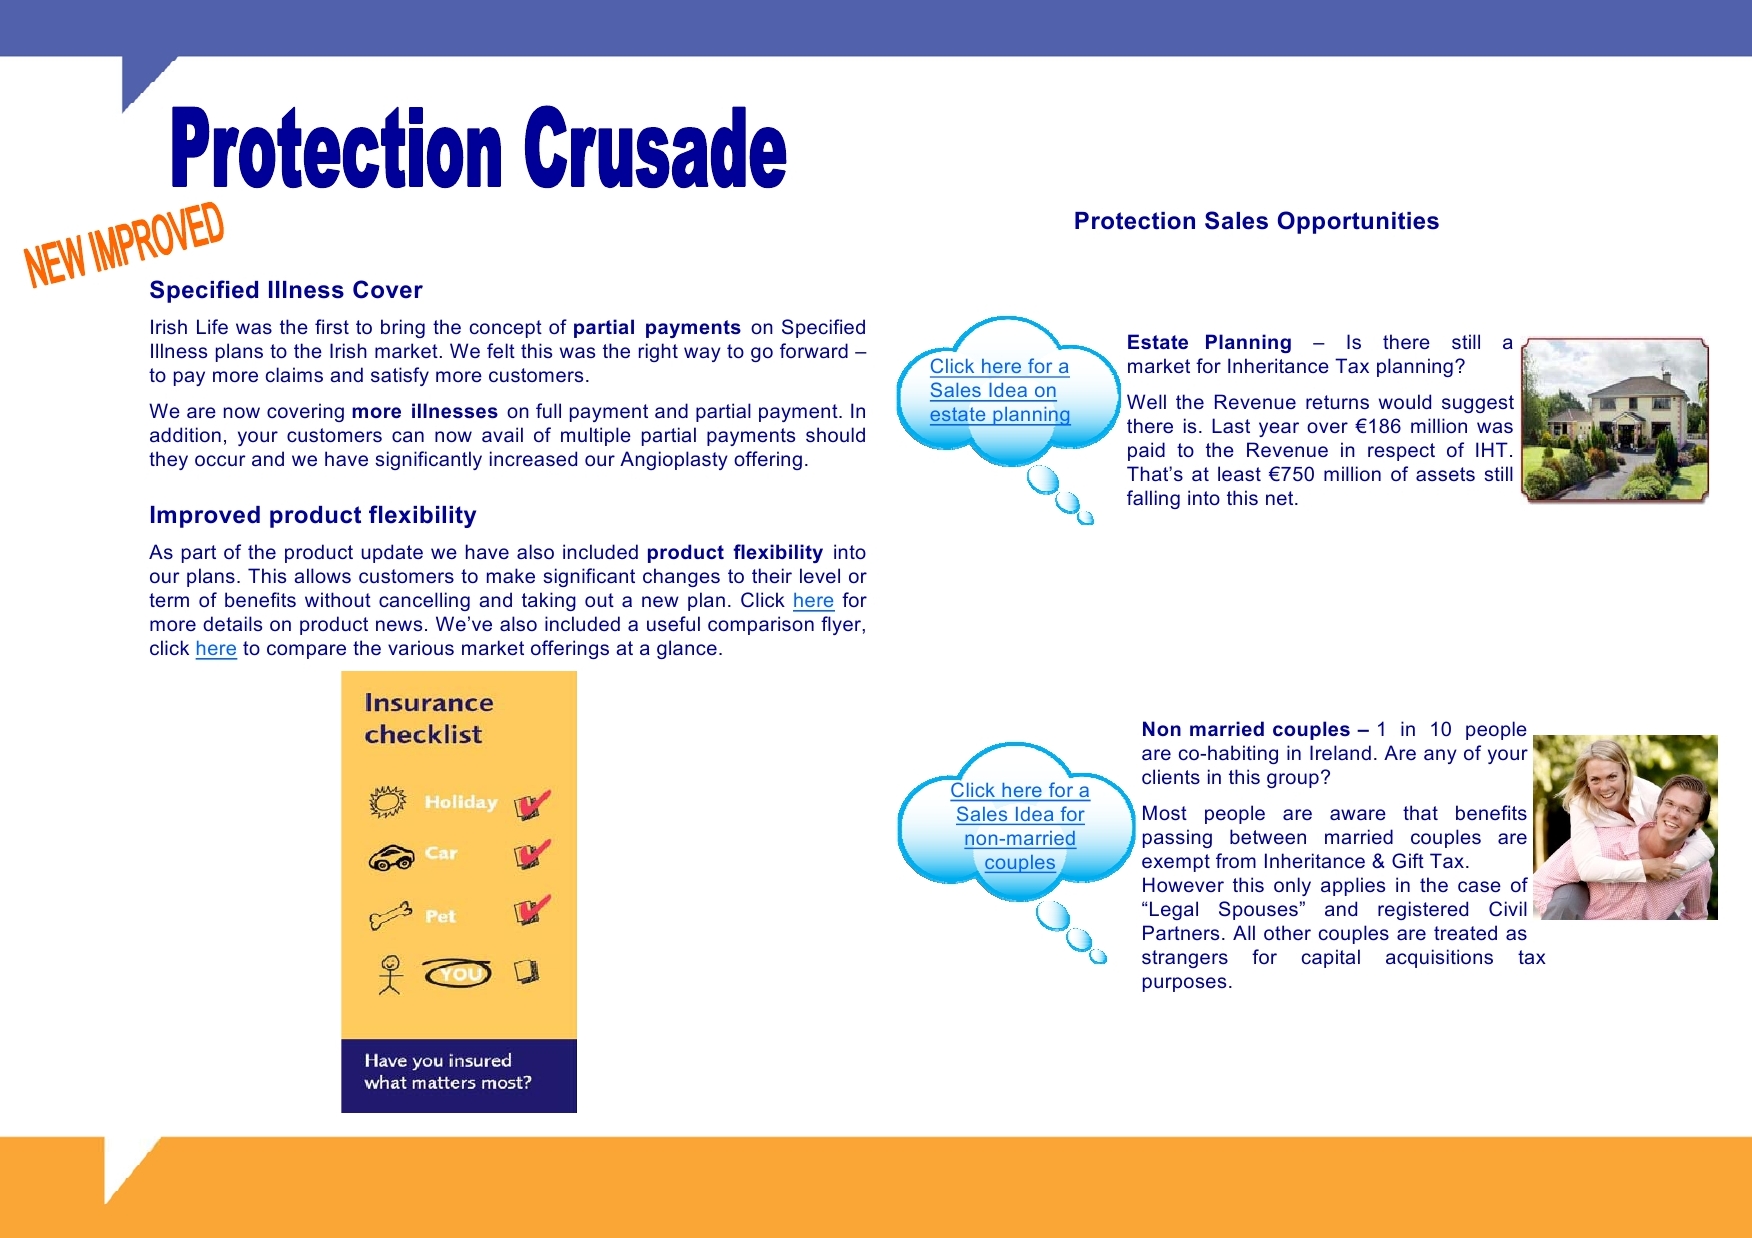 Protection Crusade
NEW IMPROVED
Specified Illness Cover
Irish Life was the first to bring the concept of partial payments on Specified
Illness plans to the Irish market. We felt this was the right way to go forward –
to pay more claims and satisfy more customers.
We are now covering more illnesses on full payment and partial payment. In
addition, your customers can now avail of multiple partial payments should
they occur and we have significantly increased our Angioplasty offering.
Improved product flexibility
As part of the product update we have also included product flexibility into
our plans. This allows customers to make significant changes to their level or
term of benefits without cancelling and taking out a new plan. Click here for
more details on product news. We’ve also included a useful comparison flyer,
click here to compare the various market offerings at a glance.
Insurance
checklist
Holiday
Car
Pet
YOU
Have you insured
what matters most?
Protection Sales Opportunities
Click here for a
Sales Idea on
estate planning
Estate Planning – Is there still a
market for Inheritance Tax planning?
Well the Revenue returns would suggest
there is. Last year over €186 million was
paid to the Revenue in respect of IHT.
That’s at least €750 million of assets still
falling into this net.
Click here for a
Sales Idea for
non-married
couples
Non married couples – 1 in 10 people
are co-habiting in Ireland. Are any of your
clients in this group?
Most people are aware that benefits
passing between married couples are
exempt from Inheritance & Gift Tax.
However this only applies in the case of
“Legal Spouses” and registered Civil
Partners. All other couples are treated as
strangers for capital acquisitions tax
purposes.